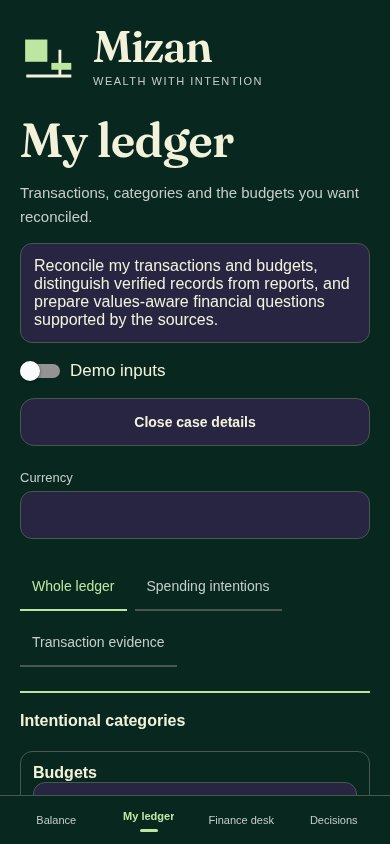 Mizan
WEALTH WITH INTENTION
My ledger
Transactions, categories and the budgets you want
reconciled.
Reconcile my transactions and budgets,
distinguish verified records from reports, and
prepare values-aware financial questions
supported by the sources.
Demo inputs
Close case details
Currency
Whole ledger
Spending intentions
Transaction evidence
Intentional categories
Budgets
Balance
My ledger
Finance desk
Decisions